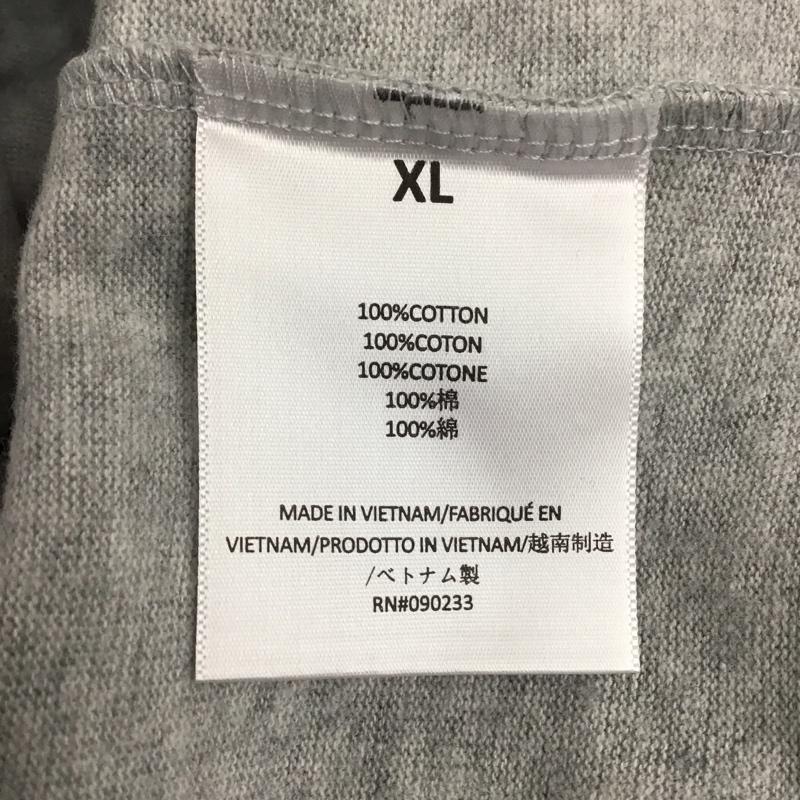 XL
100%COTTON
100%COTON
100%COTONE
100%棉
100%綿
MADE IN VIETNAM/FABRIQUÉ EN
VIETNAM/PRODOTTO IN VIETNAM/越南制造
/ベトナム製
RN#090233